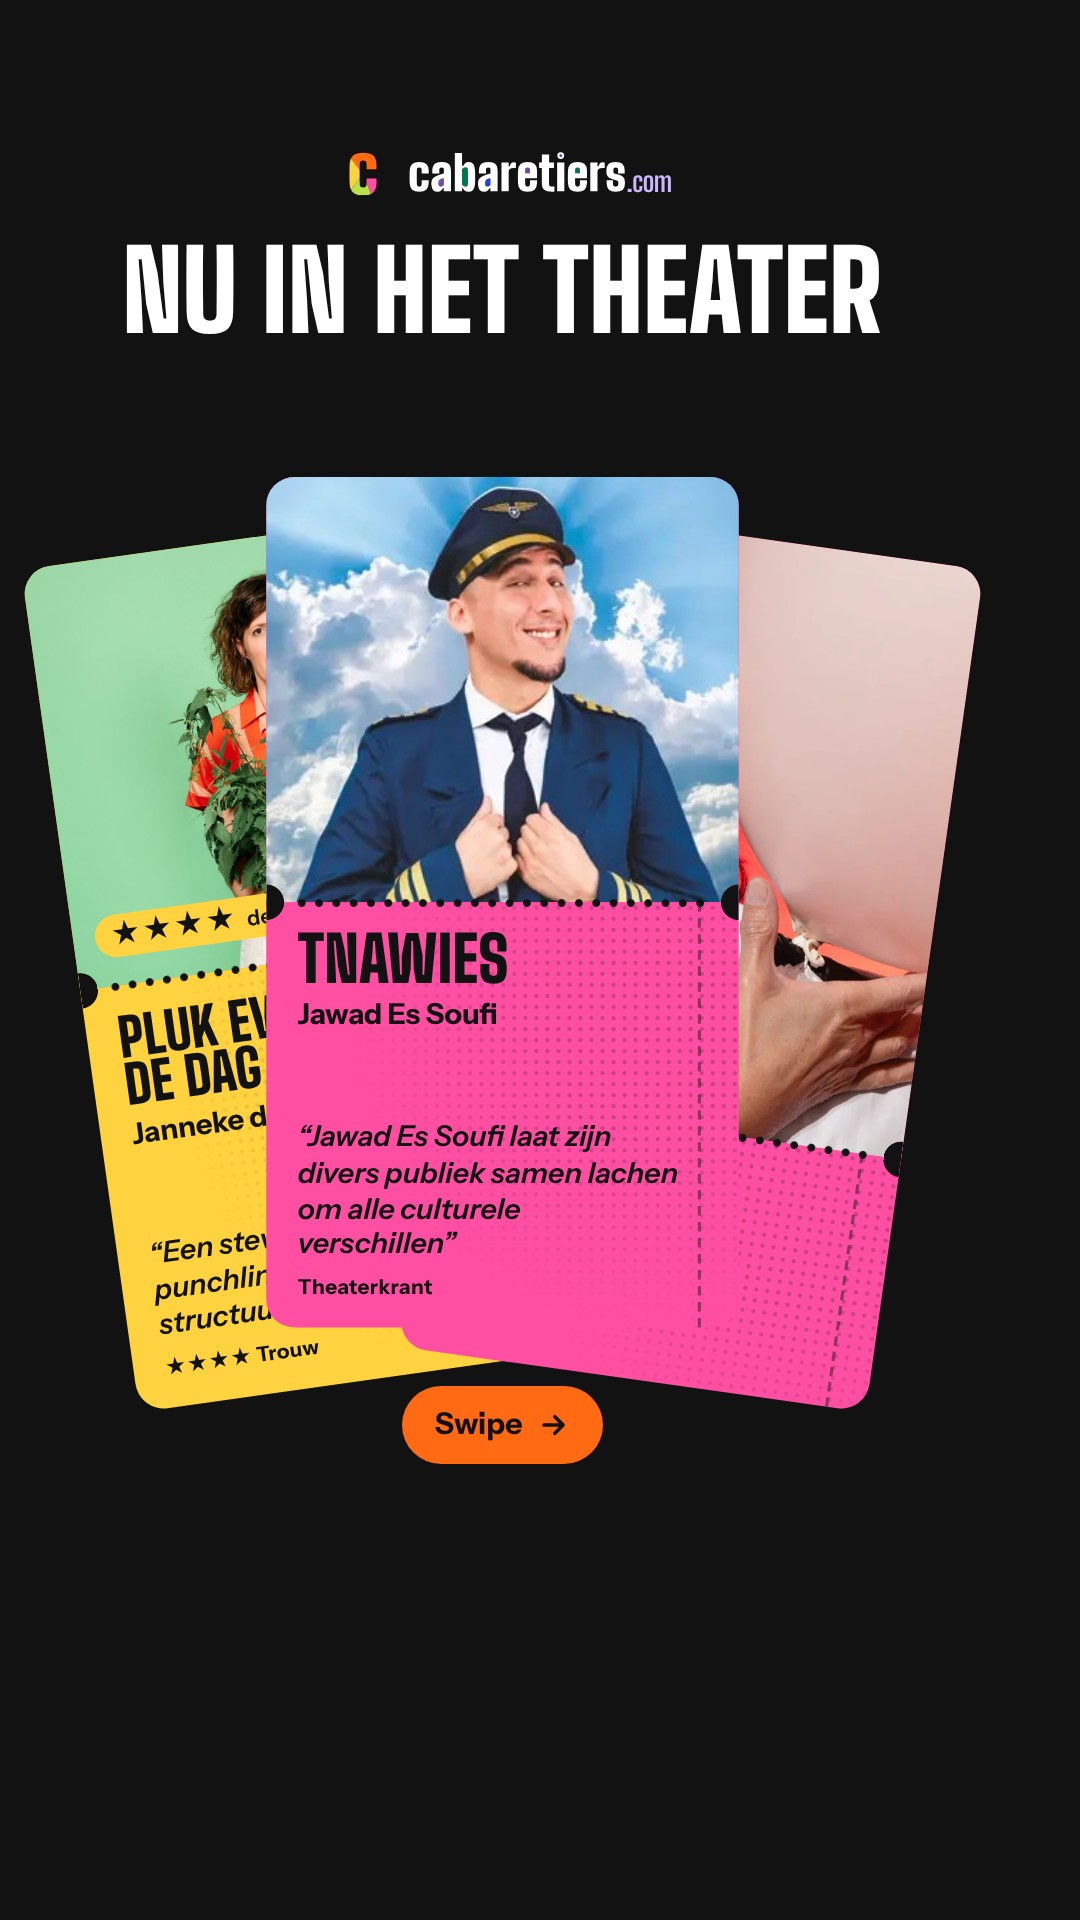 C cabaretiers.com
NU IN HET THEATER
★★★★
PLUK
DE DAG
Janneke
“Een
★★★★ Trouw
TNAWIES
Jawad Es Soufi
“Jawad Es Soufi laat zijn
divers publiek samen lachen
om alle culturele
verschillen”
Theaterkrant
Swipe →